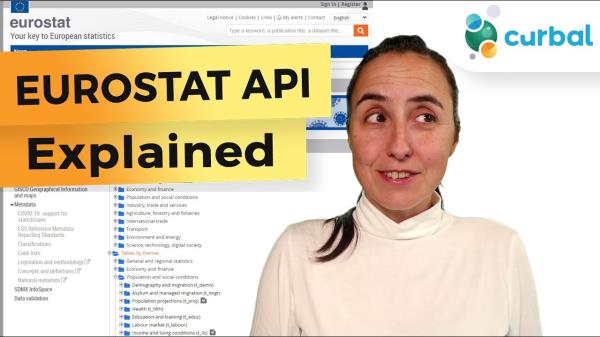 Sign In | Register
eurostat
Legal notice | Cookies | Links | My alerts | Contact English
Your key to European statistics
Type a keyword, a publication title, a dataset title...
curbal
EUROSTAT API
Explained
GISCO:Geographical Information
and maps
Metadata
COVID-19: support for
statisticians
ESS Reference Metadata
Reporting Standards
Classifications
Code lists
Legislation and methodology
Concepts and definitions
National metadata
SDMX InfoSpace
Data validation
Economy and finance
Population and social conditions
Industry, trade and services
Agriculture, forestry and fisheries
International trade
Transport
Environment and energy
Science, technology, digital society
Tables by themes
General and regional statistics
Economy and finance
Population and social conditions
Demography and migration (t_demo)
Asylum and managed migration (t_migr)
Population projections (t_proj)
Health (t_hlth)
Education and training (t_educ)
Labour market (t_labour)
Income and living conditions (t_ilc)